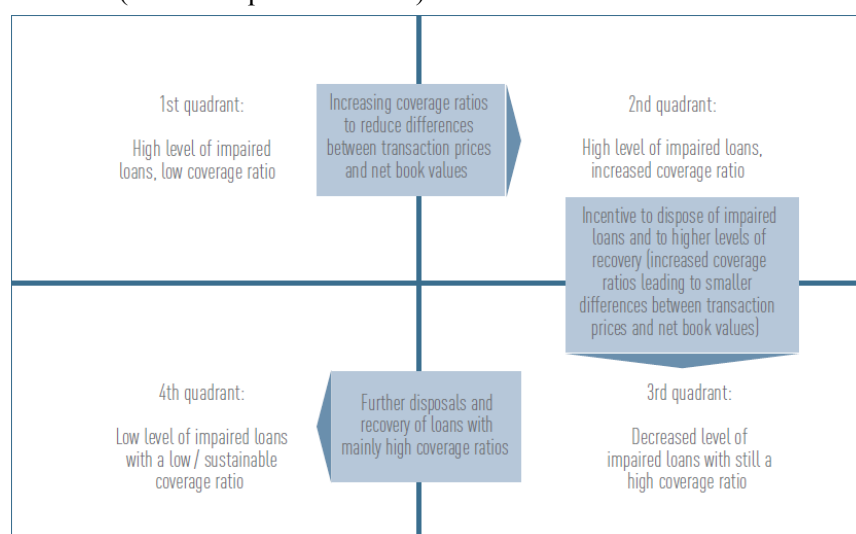 1st quadrant:
High level of impaired
loans, low coverage ratio
Increasing coverage ratios
to reduce differences
between transaction prices
and net book values
2nd quadrant:
High level of impaired loans,
increased coverage ratio
Incentive to dispose of impaired
loans and to higher levels of
recovery (increased coverage
ratios leading to smaller
differences between transaction
prices and net book values)
3rd quadrant:
Decreased level of
impaired loans with still a
high coverage ratio
Further disposals and
recovery of loans with
mainly high coverage ratios
4th quadrant:
Low level of impaired loans
with a low / sustainable
coverage ratio